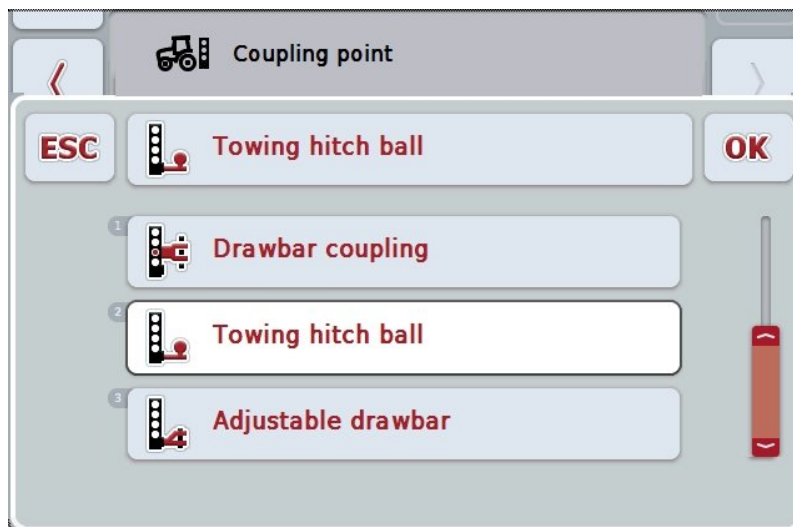 Coupling point
ESC
Towing hitch ball
OK
1
Drawbar coupling
2
Towing hitch ball
3
Adjustable drawbar